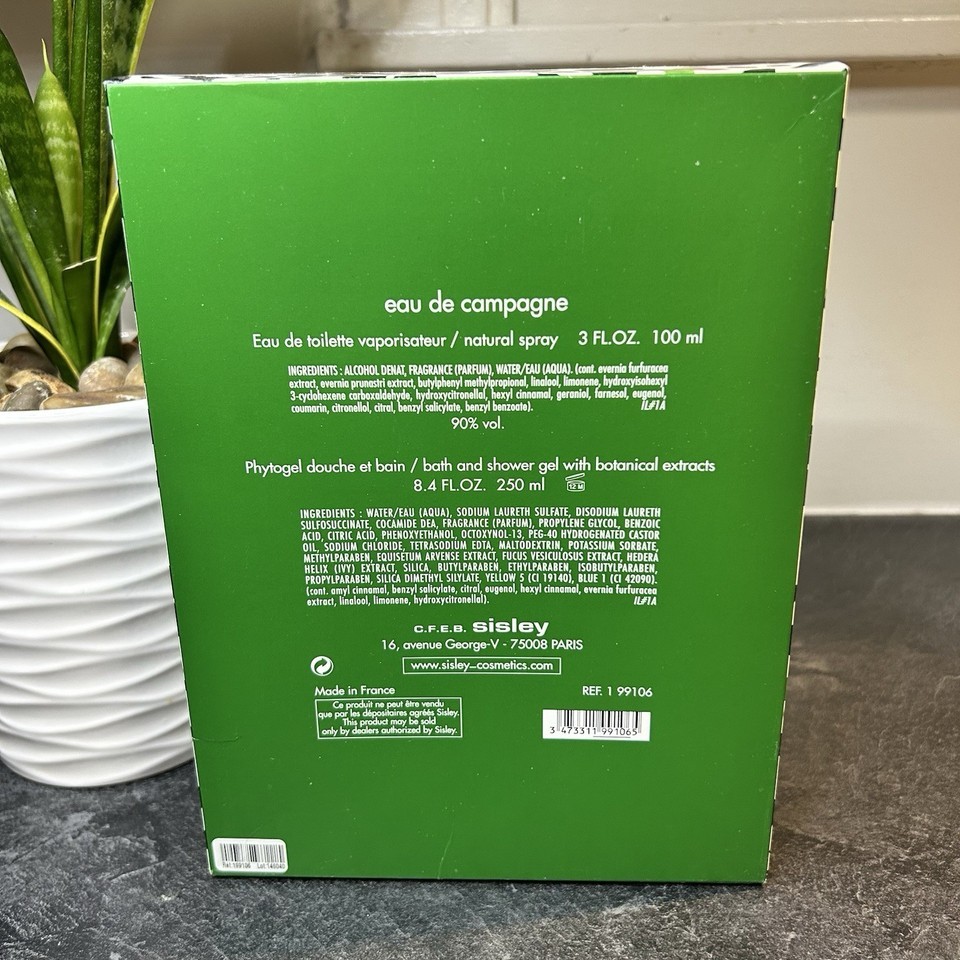 eau de campagne
Eau de toilette vaporisateur / natural spray 3 FL.OZ. 100 ml
INGREDIENTS : ALCOHOL DENAT, FRAGRANCE (PARFUM), WATER/EAU (AQUA). (cont. evernia furfuracea
extract, evernia prunastri extract, butylphenyl methylpropional, linalool, limonene, hydroxyisohexyl
3-cyclohexene carboxaldehyde, hydroxycitronellal, hexyl cinnamal, geraniol, farnesol, eugenol,
coumarin, citronellol, citral, benzyl salicylate, benzyl benzoate). IL#1A
90% vol.
Phytogel douche et bain / bath and shower gel with botanical extracts
8.4 FL.OZ. 250 ml 12 M
INGREDIENTS : WATER/EAU (AQUA), SODIUM LAURETH SULFATE, DISODIUM LAURETH
SULFOSUCCINATE, COCAMIDE DEA, FRAGRANCE (PARFUM), PROPYLENE GLYCOL, BENZOIC
ACID, CITRIC ACID, PHENOXYETHANOL, OCTOXYNOL-13, PEG-40 HYDROGENATED CASTOR
OIL, SODIUM CHLORIDE, TETRASODIUM EDTA, MALTODEXTRIN, POTASSIUM SORBATE,
METHYLPARABEN, EQUISETUM ARVENSE EXTRACT, FUCUS VESICULOSUS EXTRACT, HEDERA
HELIX (IVY) EXTRACT, SILICA, BUTYLPARABEN, ETHYLPARABEN, ISOBUTYLPARABEN,
PROPYLPARABEN, SILICA DIMETHYL SILYLATE, YELLOW 5 (CI 19140), BLUE 1 (CI 42090).
(cont. amyl cinnamal, benzyl salicylate, citral, eugenol, hexyl cinnamal, evernia furfuracea
extract, linalool, limonene, hydroxycitronellal). IL#1A
C.F.E.B. sisley
16, avenue George-V - 75008 PARIS
www.sisley-cosmetics.com
Made in France REF. 1 99106
Ce produit ne peut être vendu
que par les dépositaires agréés Sisley.
This product may be sold
only by dealers authorized by Sisley.
3 473311 991065
Ref:199106